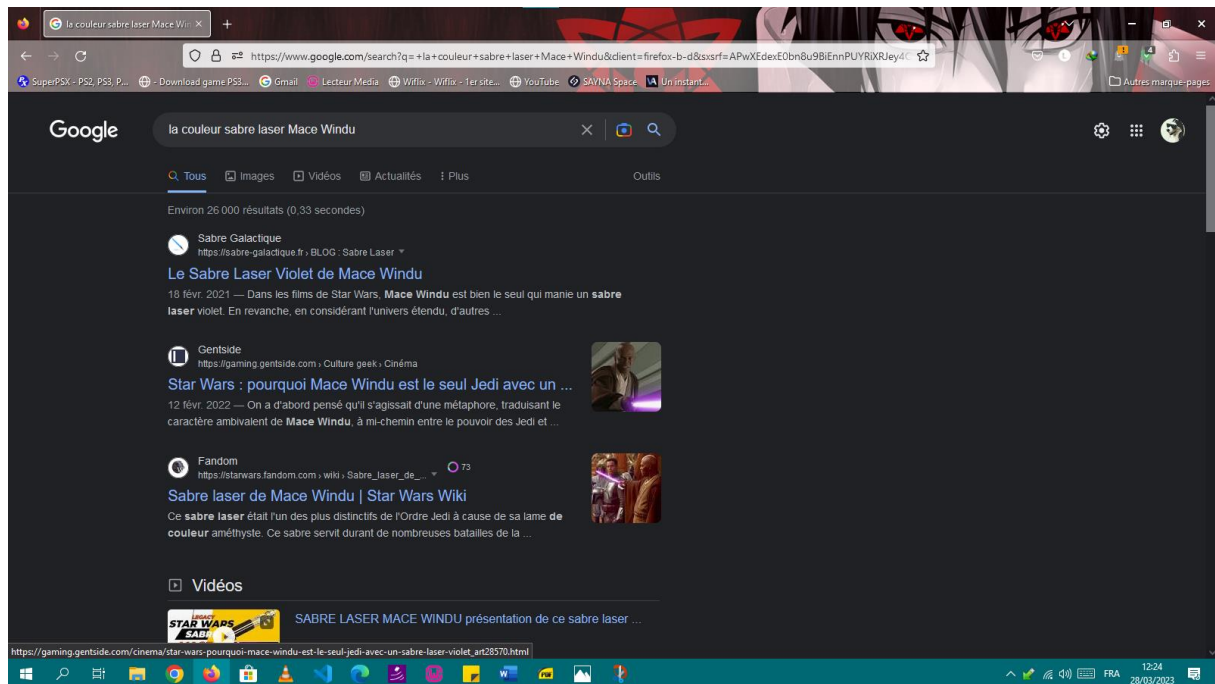 la couleur sabre laser Mace Win
https://www.google.com/search?q=+la+couleur+sabre+laser+Mace+Windu&client=firefox-b-d&sxsrf=APwXEdexE0bn8u9BiEnnPUYRiXRJey4
SuperPSX - PS2, PS3, P... - Download game PS3... Gmail Lecteur Media Wiflix - Wiflix - 1er site... YouTube SAYNA Space Un instant... Autres marque-pages
Google la couleur sabre laser Mace Windu
Tous Images Vidéos Actualités Plus Outils
Environ 26 000 résultats (0,33 secondes)
Sabre Galactique
https://sabre-galactique.fr › BLOG : Sabre Laser
Le Sabre Laser Violet de Mace Windu
18 févr. 2021 — Dans les films de Star Wars, Mace Windu est bien le seul qui manie un sabre
laser violet. En revanche, en considérant l'univers étendu, d'autres ...
Gentside
https://gaming.gentside.com › Culture geek › Cinéma
Star Wars : pourquoi Mace Windu est le seul Jedi avec un ...
12 févr. 2022 — On a d'abord pensé qu'il s'agissait d'une métaphore, traduisant le
caractère ambivalent de Mace Windu, à mi-chemin entre le pouvoir des Jedi et ...
Fandom
https://starwars.fandom.com › wiki › Sabre_laser_de_... 73
Sabre laser de Mace Windu | Star Wars Wiki
Ce sabre laser était l'un des plus distinctifs de l'Ordre Jedi à cause de sa lame de
couleur améthyste. Ce sabre servit durant de nombreuses batailles de la ...
Vidéos
LEGACY
STAR WARS
SABRE LASER MACE WINDU présentation de ce sabre laser ...
SAB
https://gaming.gentside.com/cinema/star-wars-pourquoi-mace-windu-est-le-seul-jedi-avec-un-sabre-laser-violet_art28570.html
FRA 12:24
28/03/2023